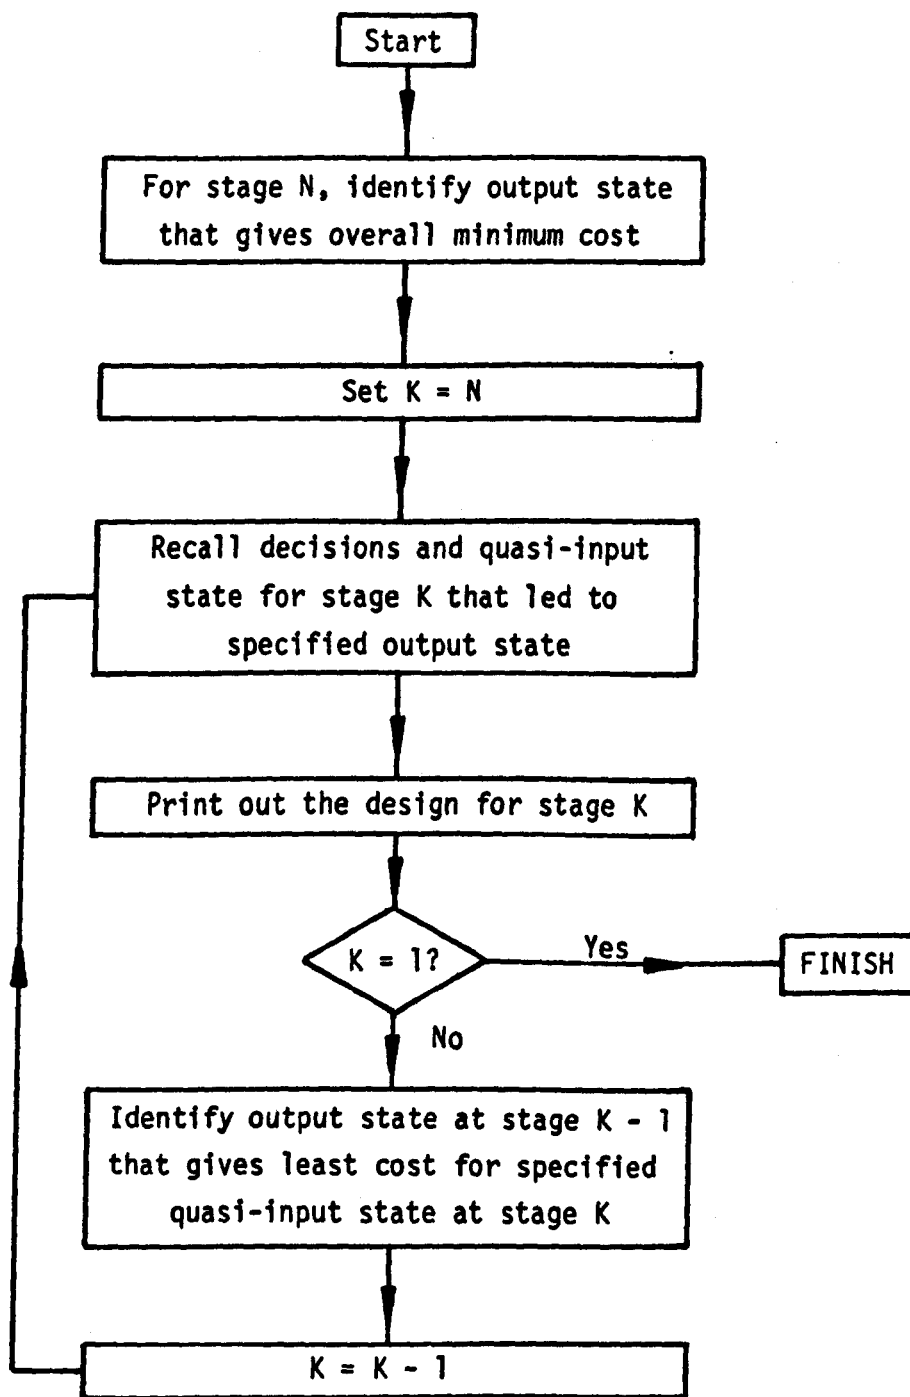 Start
For stage N, identify output state
that gives overall minimum cost
Set K = N
Recall decisions and quasi-input
state for stage K that led to
specified output state
Print out the design for stage K
K = 1?
Yes
FINISH
No
Identify output state at stage K - 1
that gives least cost for specified
quasi-input state at stage K
K = K - 1